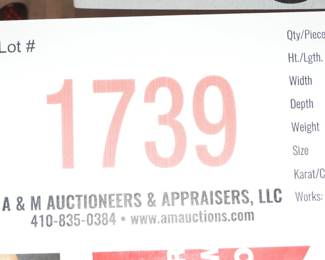 Lot #
1739
A & M AUCTIONEERS & APPRAISERS, LLC
410-835-0384 • www.amauctions.com
Qty/Piece
Ht./Lgth.
Width
Depth
Weight
Size
Karat/C
Works: